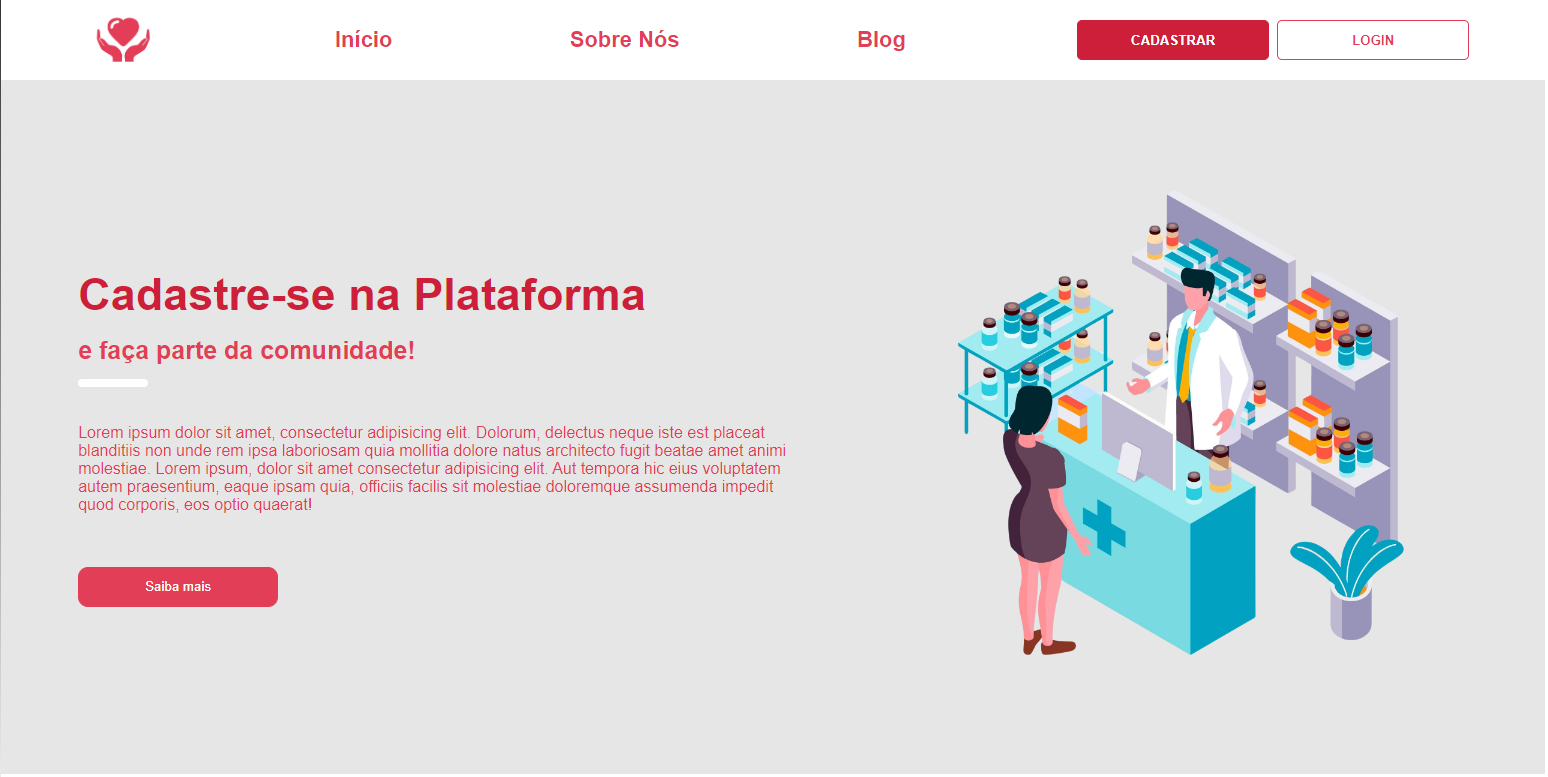 Início
Sobre Nós
Blog
CADASTRAR
LOGIN
Cadastre-se na Plataforma
e faça parte da comunidade!
Lorem ipsum dolor sit amet, consectetur adipisicing elit. Dolorum, delectus neque iste est placeat
blanditiis non unde rem ipsa laboriosam quia mollitia dolore natus architecto fugit beatae amet animi
molestiae. Lorem ipsum, dolor sit amet consectetur adipisicing elit. Aut tempora hic eius voluptatem
autem praesentium, eaque ipsam quia, officiis facilis sit molestiae doloremque assumenda impedit
quod corporis, eos optio quaerat!
Saiba mais